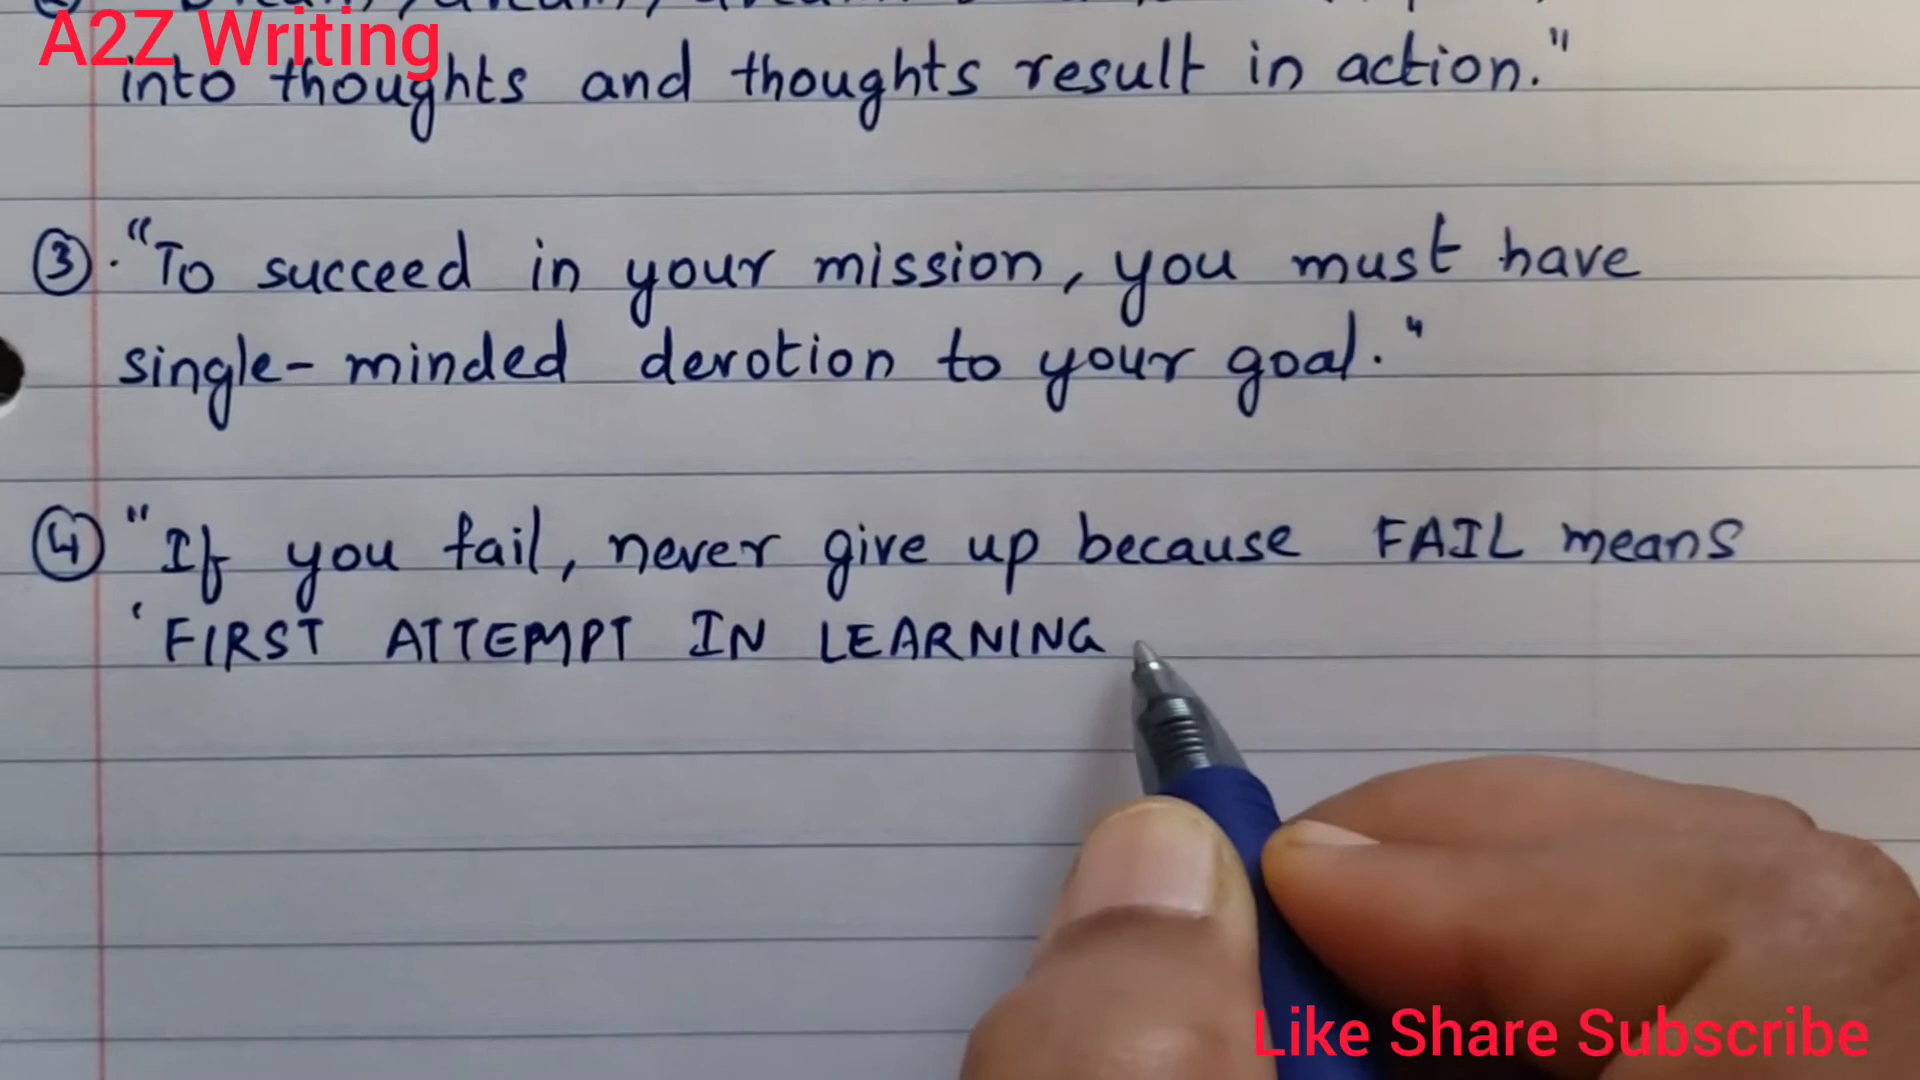 A2Z Writing
into thoughts and thoughts result in action."
③. "To succeed in your mission, you must have
single-minded devotion to your goal."
④ "If you fail, never give up because FAIL means
'FIRST ATTEMPT IN LEARNING
Like Share Subscribe